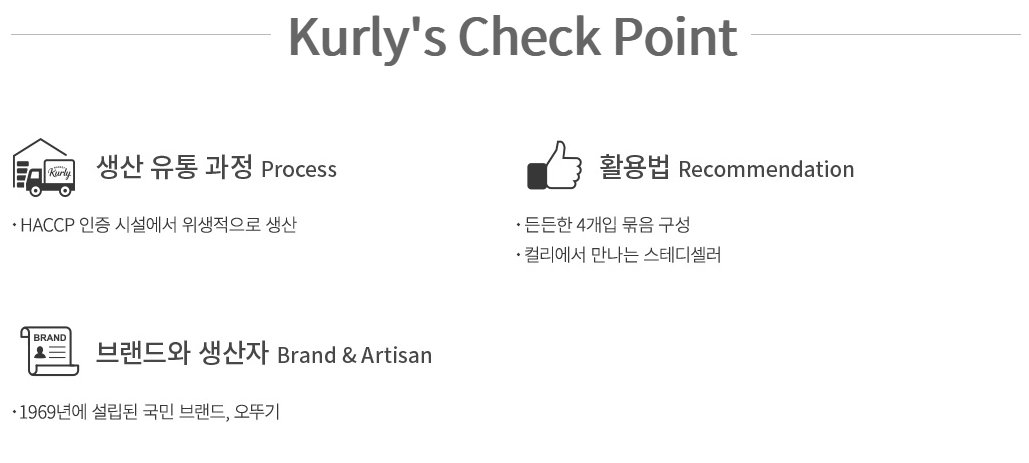 Kurly's Check Point
Kurly
생산 유통 과정 Process
· HACCP 인증 시설에서 위생적으로 생산
활용법 Recommendation
· 든든한 4개입 묶음 구성
· 컬리에서 만나는 스테디셀러
BRAND
브랜드와 생산자 Brand & Artisan
· 1969년에 설립된 국민 브랜드, 오뚜기